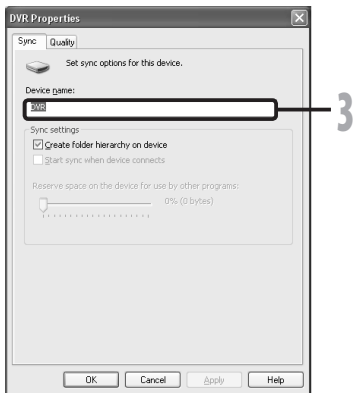 DVR Properties
Sync Quality
Set sync options for this device.
Device name:
DVR
3
Sync settings
Create folder hierarchy on device
Start sync when device connects
Reserve space on the device for use by other programs:
0% (0 bytes)
OK Cancel Apply Help